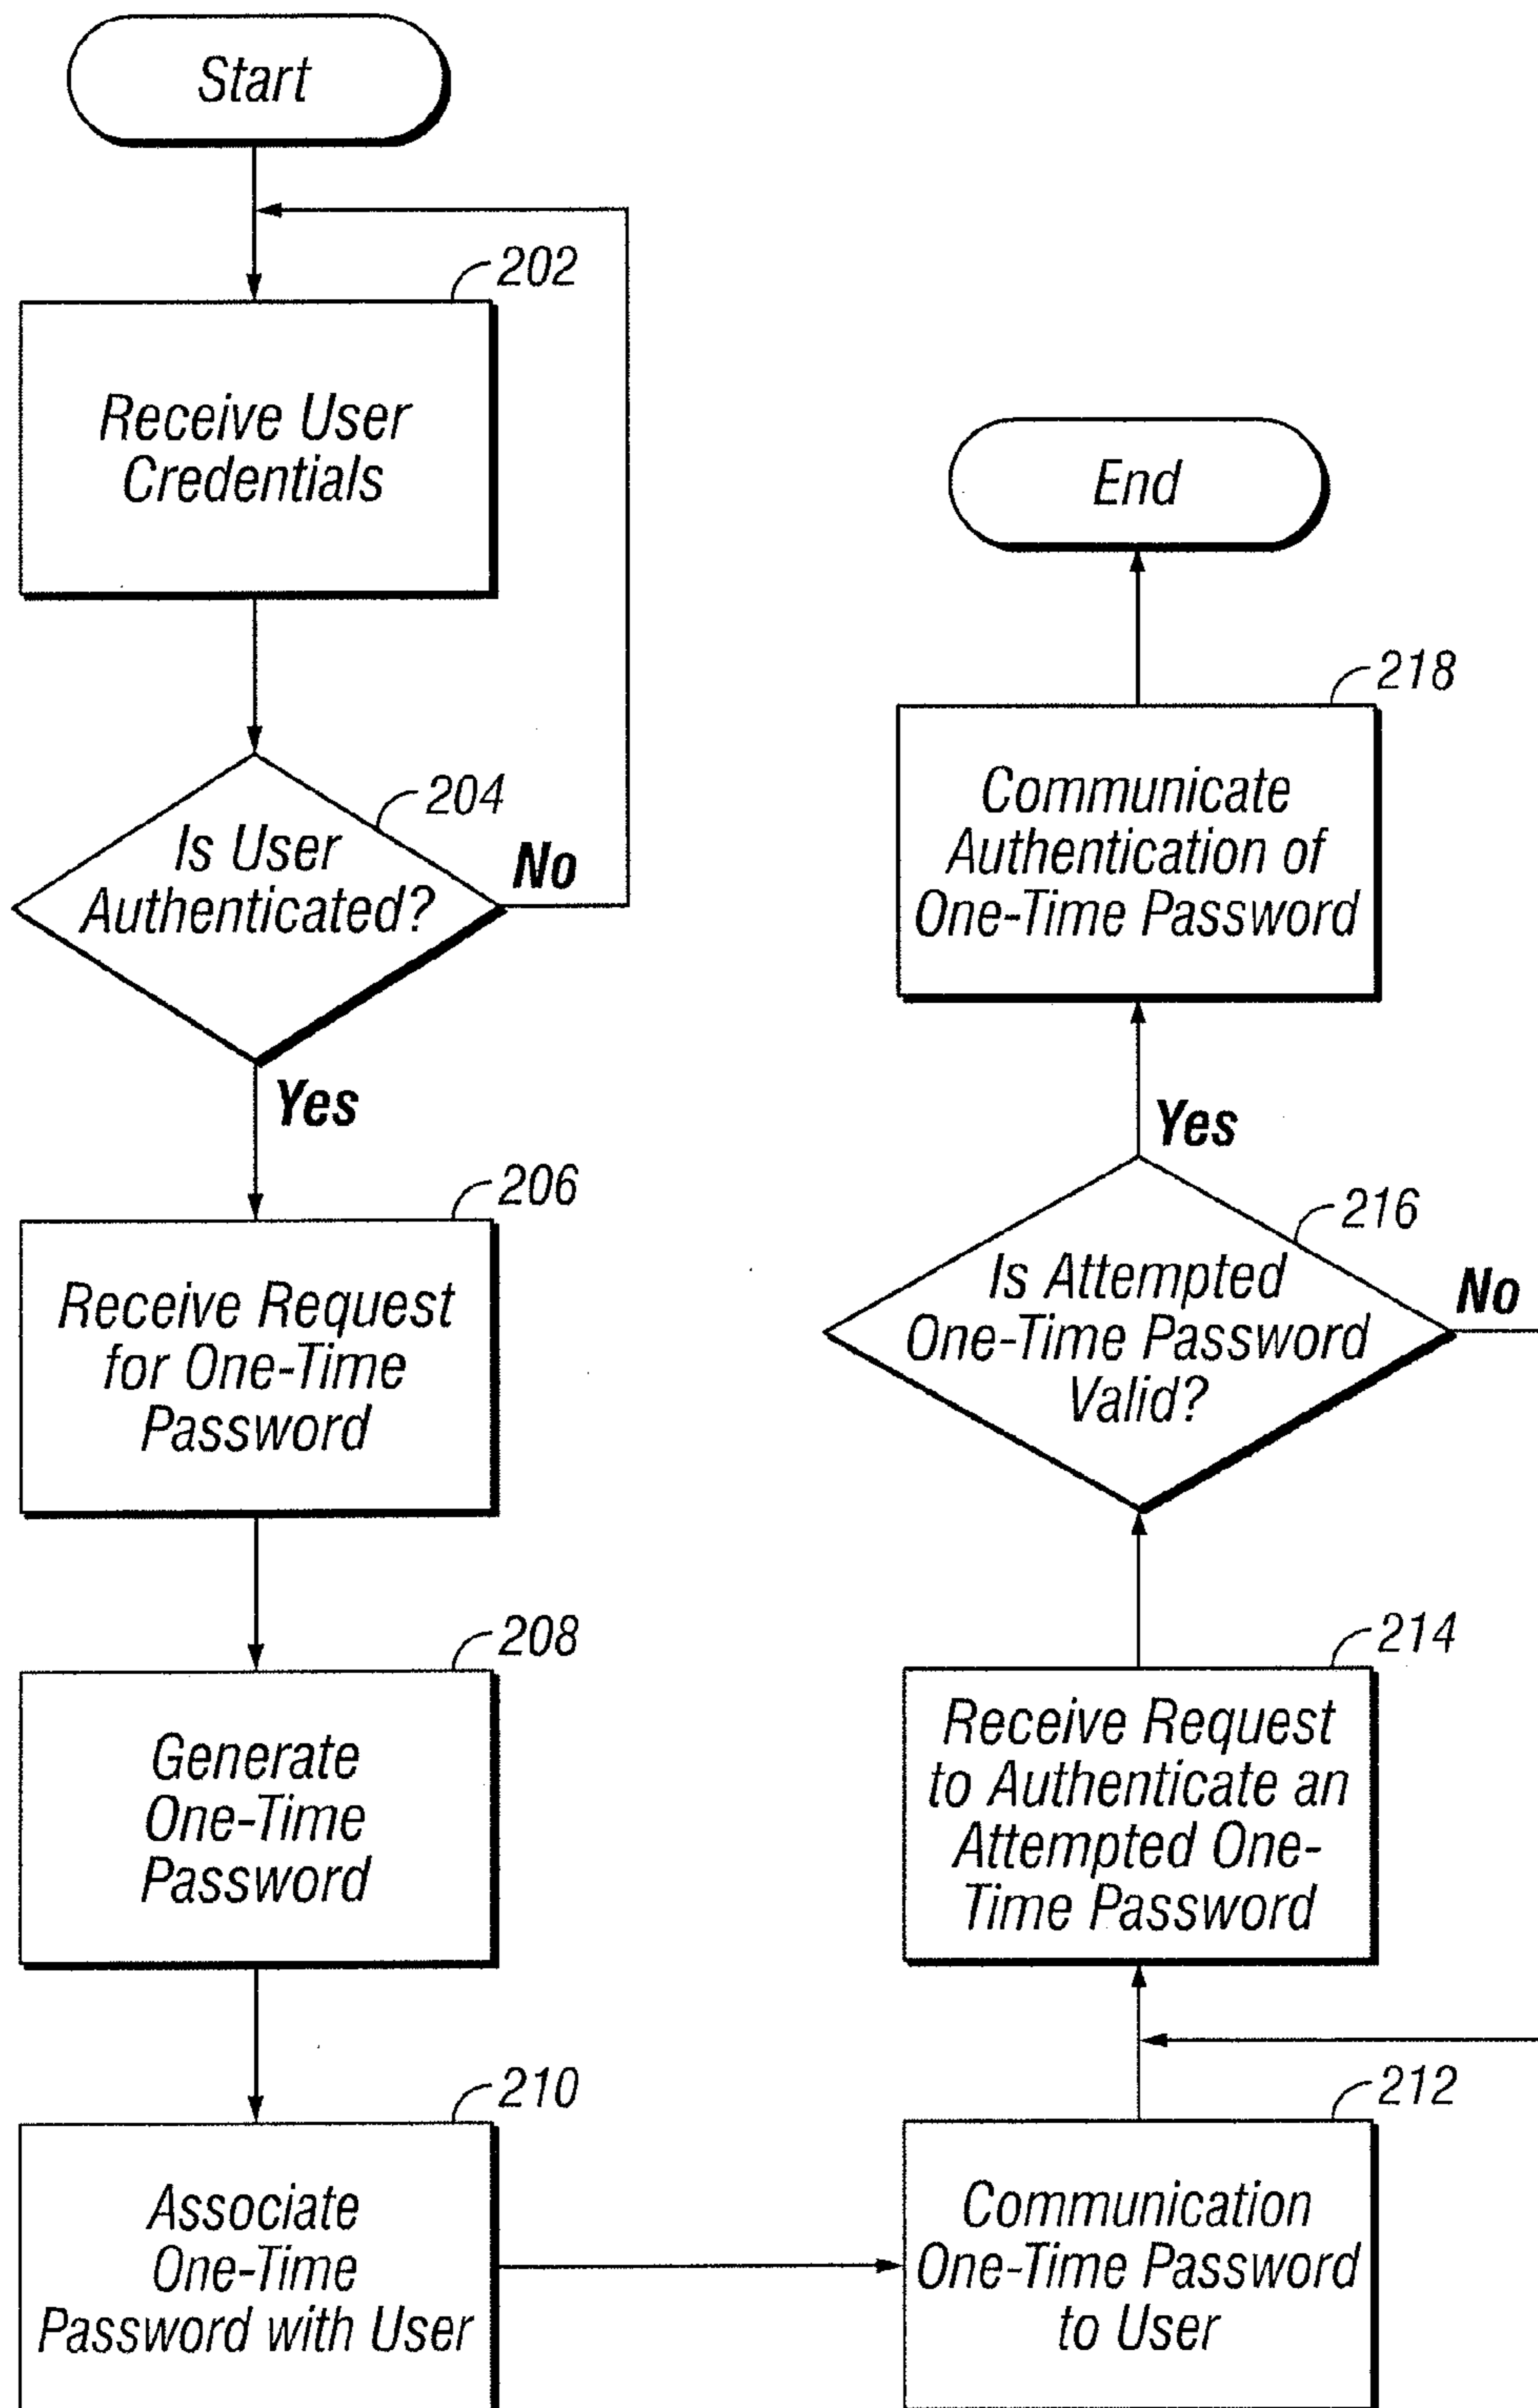 Start
202
Receive User
Credentials
204
Is User
Authenticated?
No
Yes
206
Receive Request
for One-Time
Password
208
Generate
One-Time
Password
210
Associate
One-Time
Password with User
212
Communication
One-Time Password
to User
214
Receive Request
to Authenticate an
Attempted One-
Time Password
216
Is Attempted
One-Time Password
Valid?
No
Yes
218
Communicate
Authentication of
One-Time Password
End